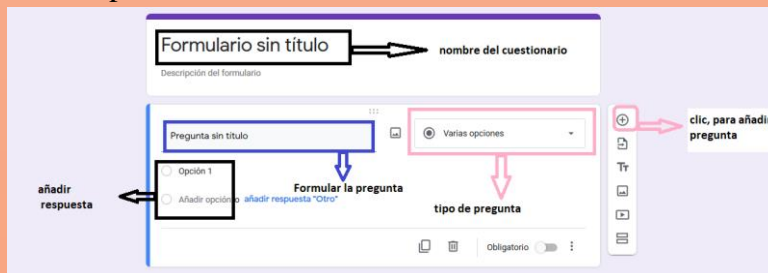 Formulario sin título
nombre del cuestionario
Descripción del formulario
Pregunta sin título
Varias opciones
clic, para añadir
pregunta
Tr
Opción 1
Formular la pregunta
añadir
respuesta
Añadir opción o añadir respuesta "Otro"
tipo de pregunta
Obligatorio